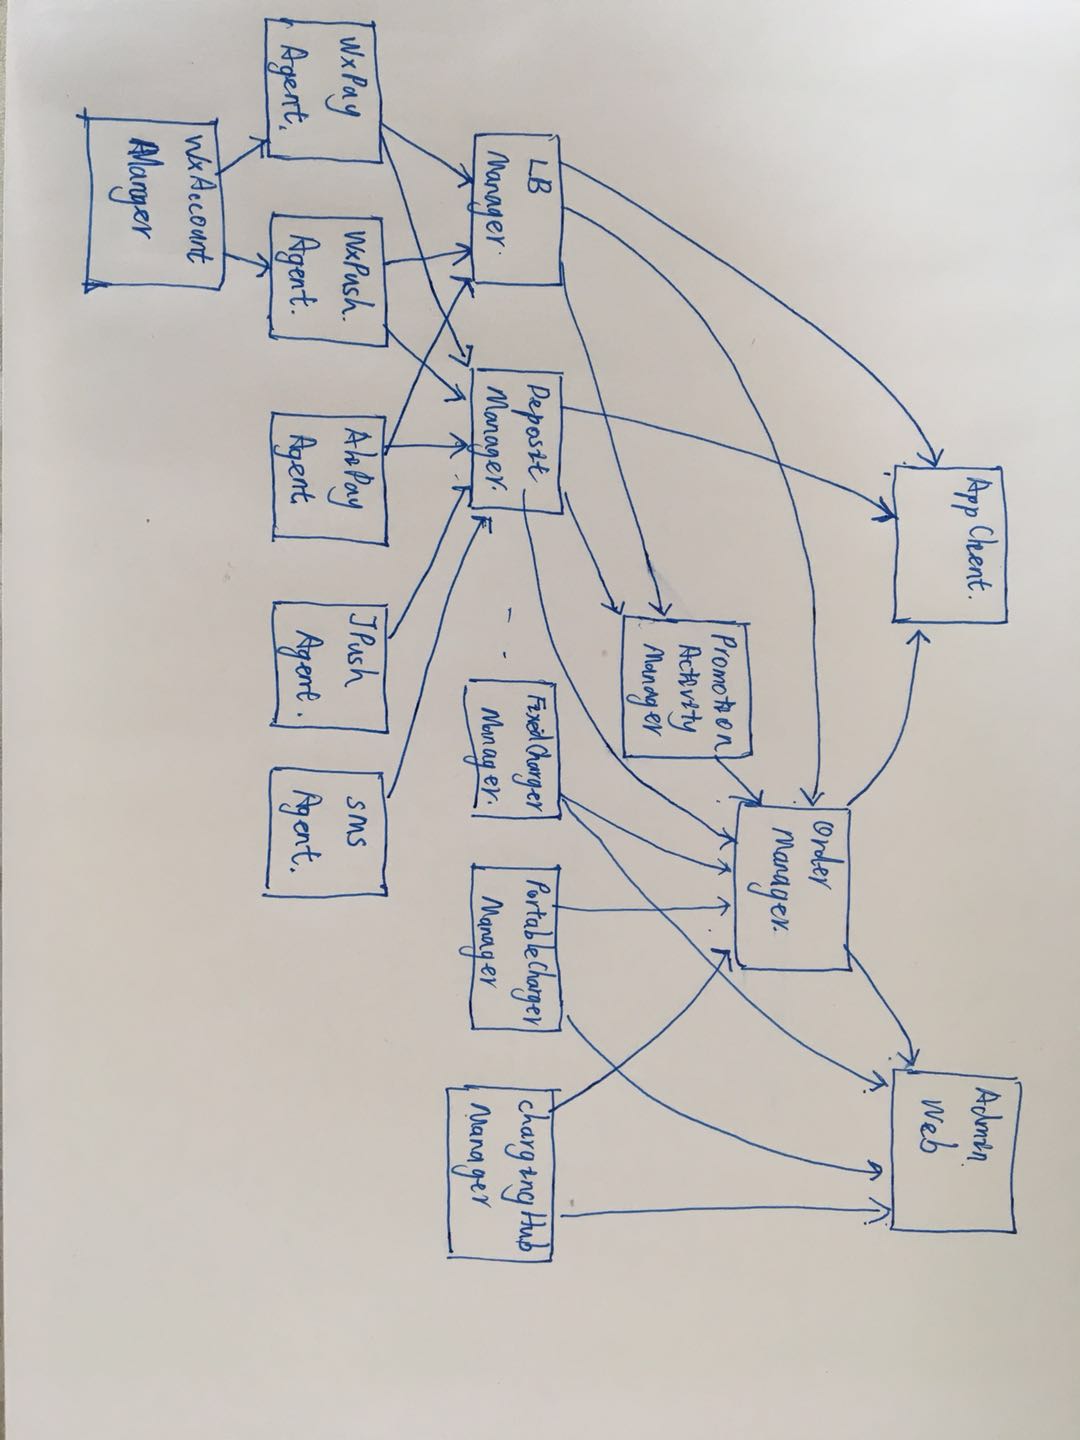 App Client.
Admin
Web
Order
Manager.
Promotion
Activity
Manager
LB
Manager.
Deposit
Manager.
FixedCharger
Manager.
PortableCharger
Manager
chargingHub
Manager
WxPay
Agent.
WxPush.
Agent.
AliPay
Agent
JPush
Agent.
SMS
Agent.
WxAccount
Manager